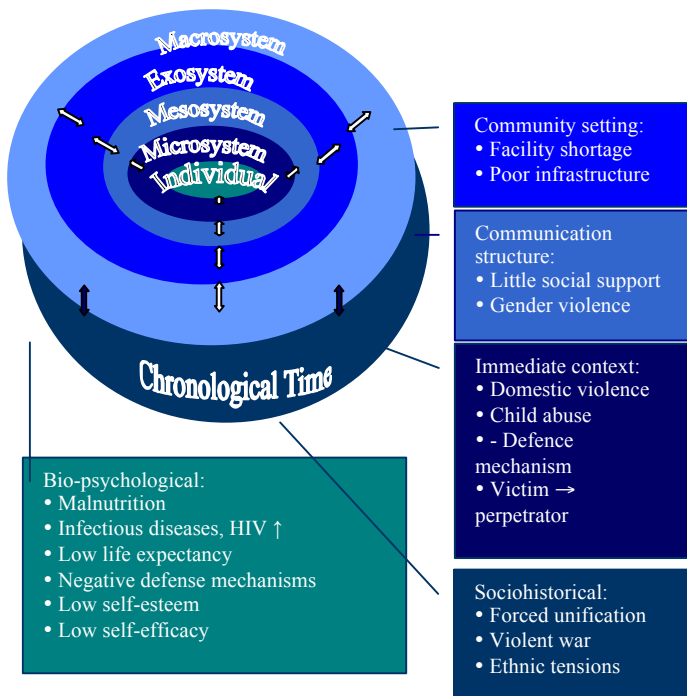 Macrosystem
Exosystem
Mesosystem
Microsystem
Individual
Chronological Time
Community setting:
• Facility shortage
• Poor infrastructure
Communication
structure:
• Little social support
• Gender violence
Immediate context:
• Domestic violence
• Child abuse
• - Defence
mechanism
• Victim →
perpetrator
Bio-psychological:
• Malnutrition
• Infectious diseases, HIV ↑
• Low life expectancy
• Negative defense mechanisms
• Low self-esteem
• Low self-efficacy
Sociohistorical:
• Forced unification
• Violent war
• Ethnic tensions